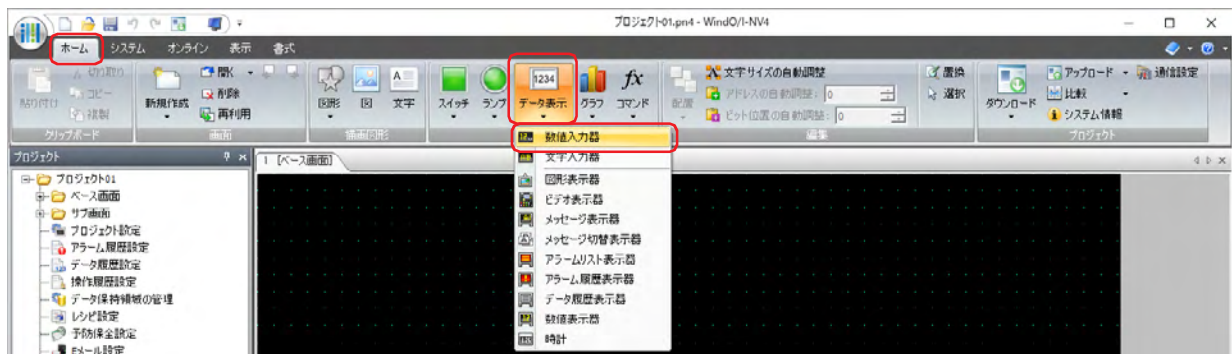 プロジェクト01.pn4 - WindO/I-NV4
ホーム システム オンライン 表示 書式
切り取り 開く
コピー 削除 文字サイズの自動調整 置換 アップロード 通信設定
1234 A fx アドレスの自動調整: 0 選択 比較
貼り付け 複製 新規作成 再利用 図形 図 文字 スイッチ ランプ データ表示 グラフ コマンド 配置 ビット位置の自動調整: 0 ダウンロード システム情報
クリップボード 画面 描画図形 編集 プロジェクト
数値入力器
文字入力器
図形表示器
ビデオ表示器
メッセージ表示器
メッセージ切替表示器
アラームリスト表示器
アラーム履歴表示器
データ履歴表示器
数値表示器
時計
プロジェクト
1 [ベース画面]
プロジェクト01
ベース画面
サブ画面
プロジェクト設定
アラーム履歴設定
データ履歴設定
操作履歴設定
データ保持領域の管理
レシピ設定
予防保全設定
Eメール設定